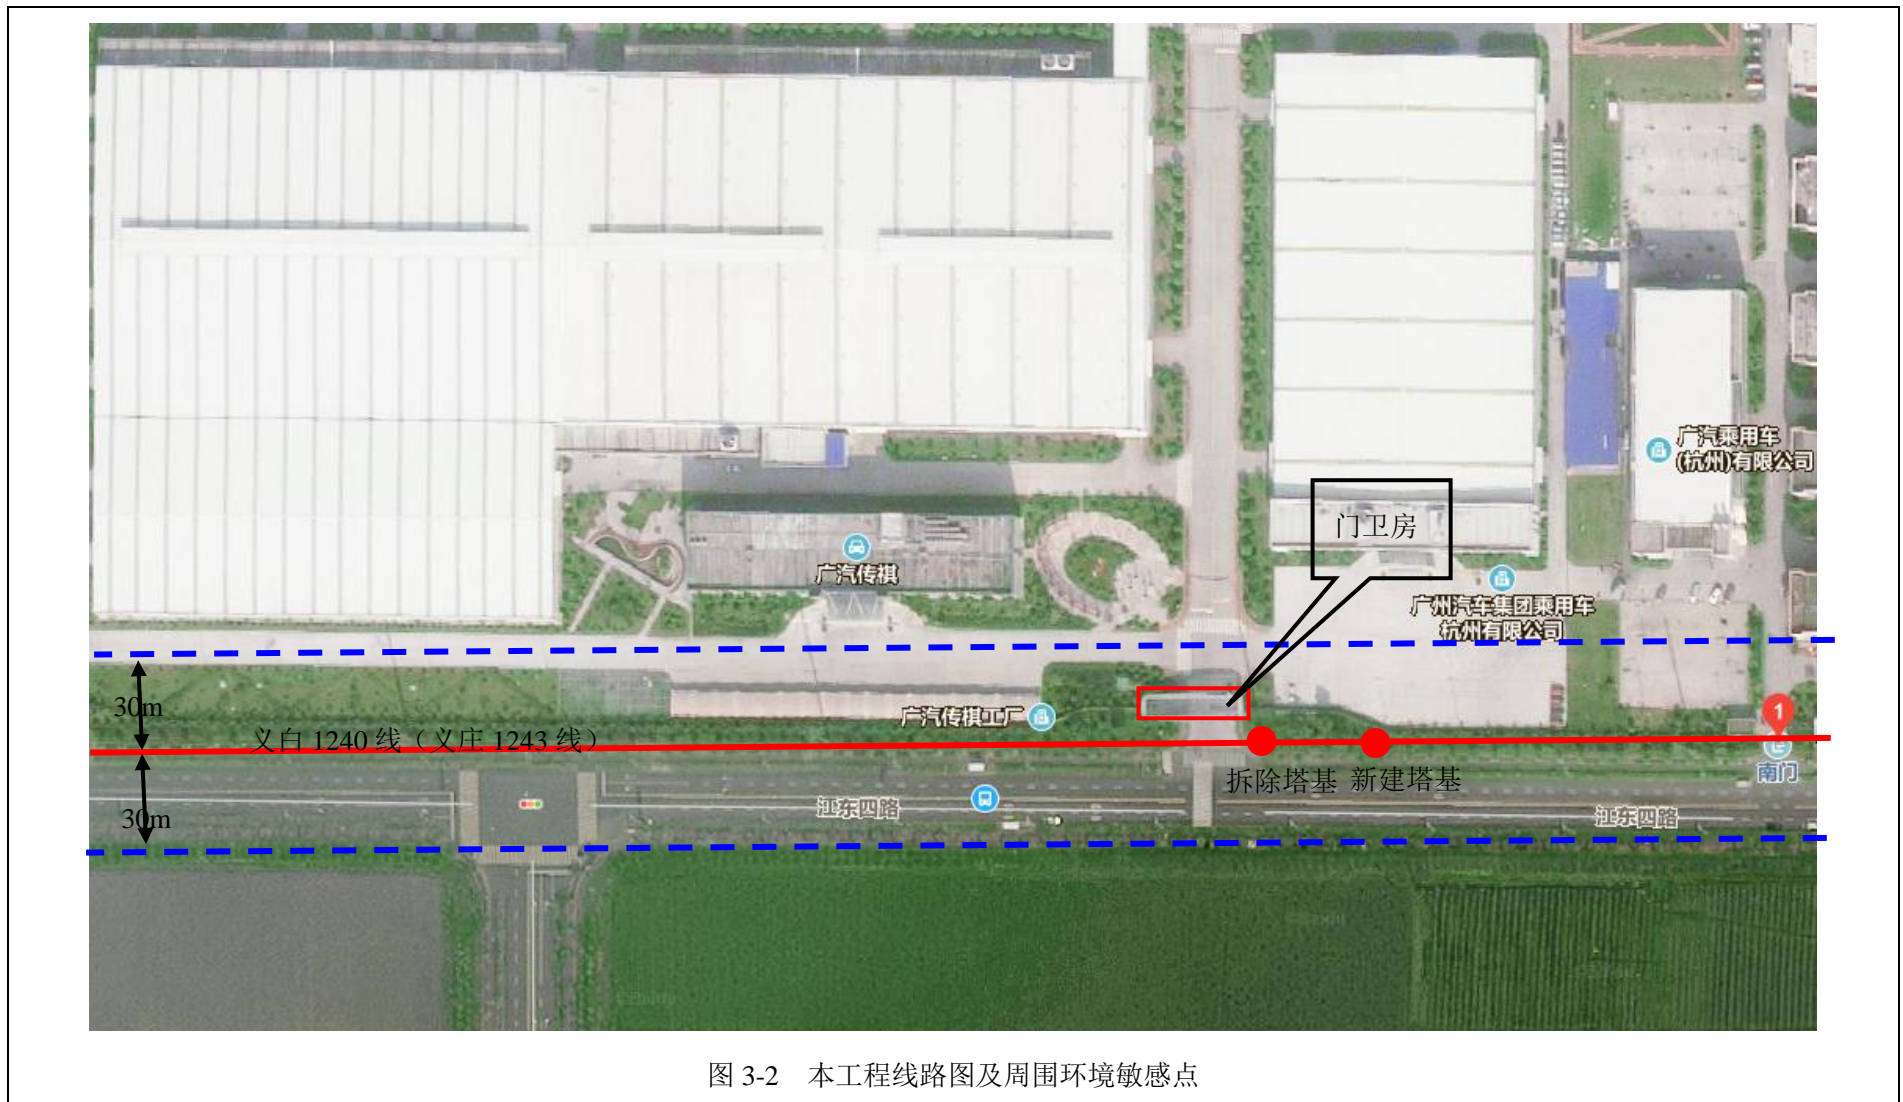 广汽乘用车
(杭州)有限公司
门卫房
广汽传祺
广州汽车集团乘用车
杭州有限公司
30m
广汽传祺工厂
1
义白 1240 线（义庄 1243 线）
南门
拆除塔基 新建塔基
30m
江东四路
江东四路
图 3-2 本工程线路图及周围环境敏感点